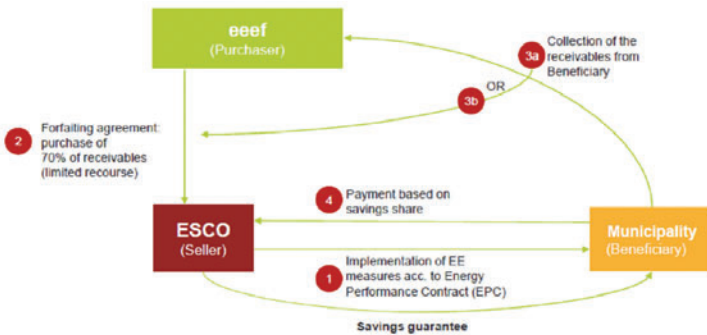 eeef
(Purchaser)
3a
Collection of the
receivables from
Beneficiary
OR
3b
2
Forfaiting agreement:
purchase of
70% of receivables
(limited recourse)
4
Payment based on
savings share
ESCO
(Seller)
Municipality
(Beneficiary)
1
Implementation of EE
measures acc. to Energy
Performance Contract (EPC)
Savings guarantee